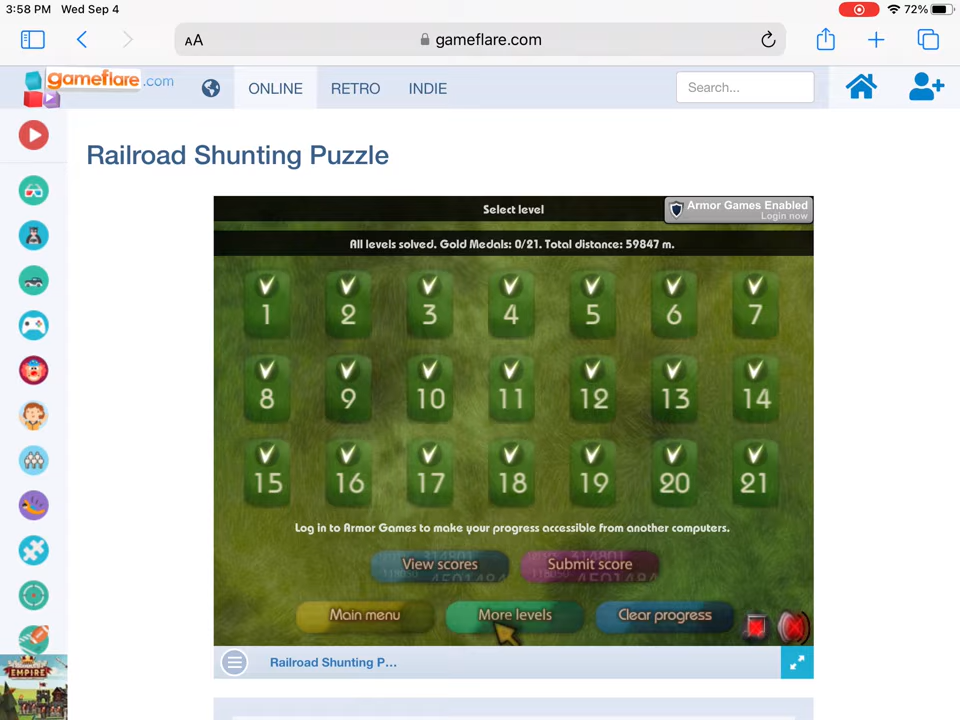 3:58 PM Wed Sep 4
72%
AA
gameflare.com
gameflare.com
ONLINE
RETRO
INDIE
Search...
Railroad Shunting Puzzle
Select level
Armor Games Enabled
Login now
All levels solved. Gold Medals: 0/21. Total distance: 59847 m.
1 2 3 4 5 6 7
8 9 10 11 12 13 14
15 16 17 18 19 20 21
Log in to Armor Games to make your progress accessible from another computers.
View scores
Submit score
Main menu
More levels
Clear progress
Railroad Shunting P...
EMPIRE